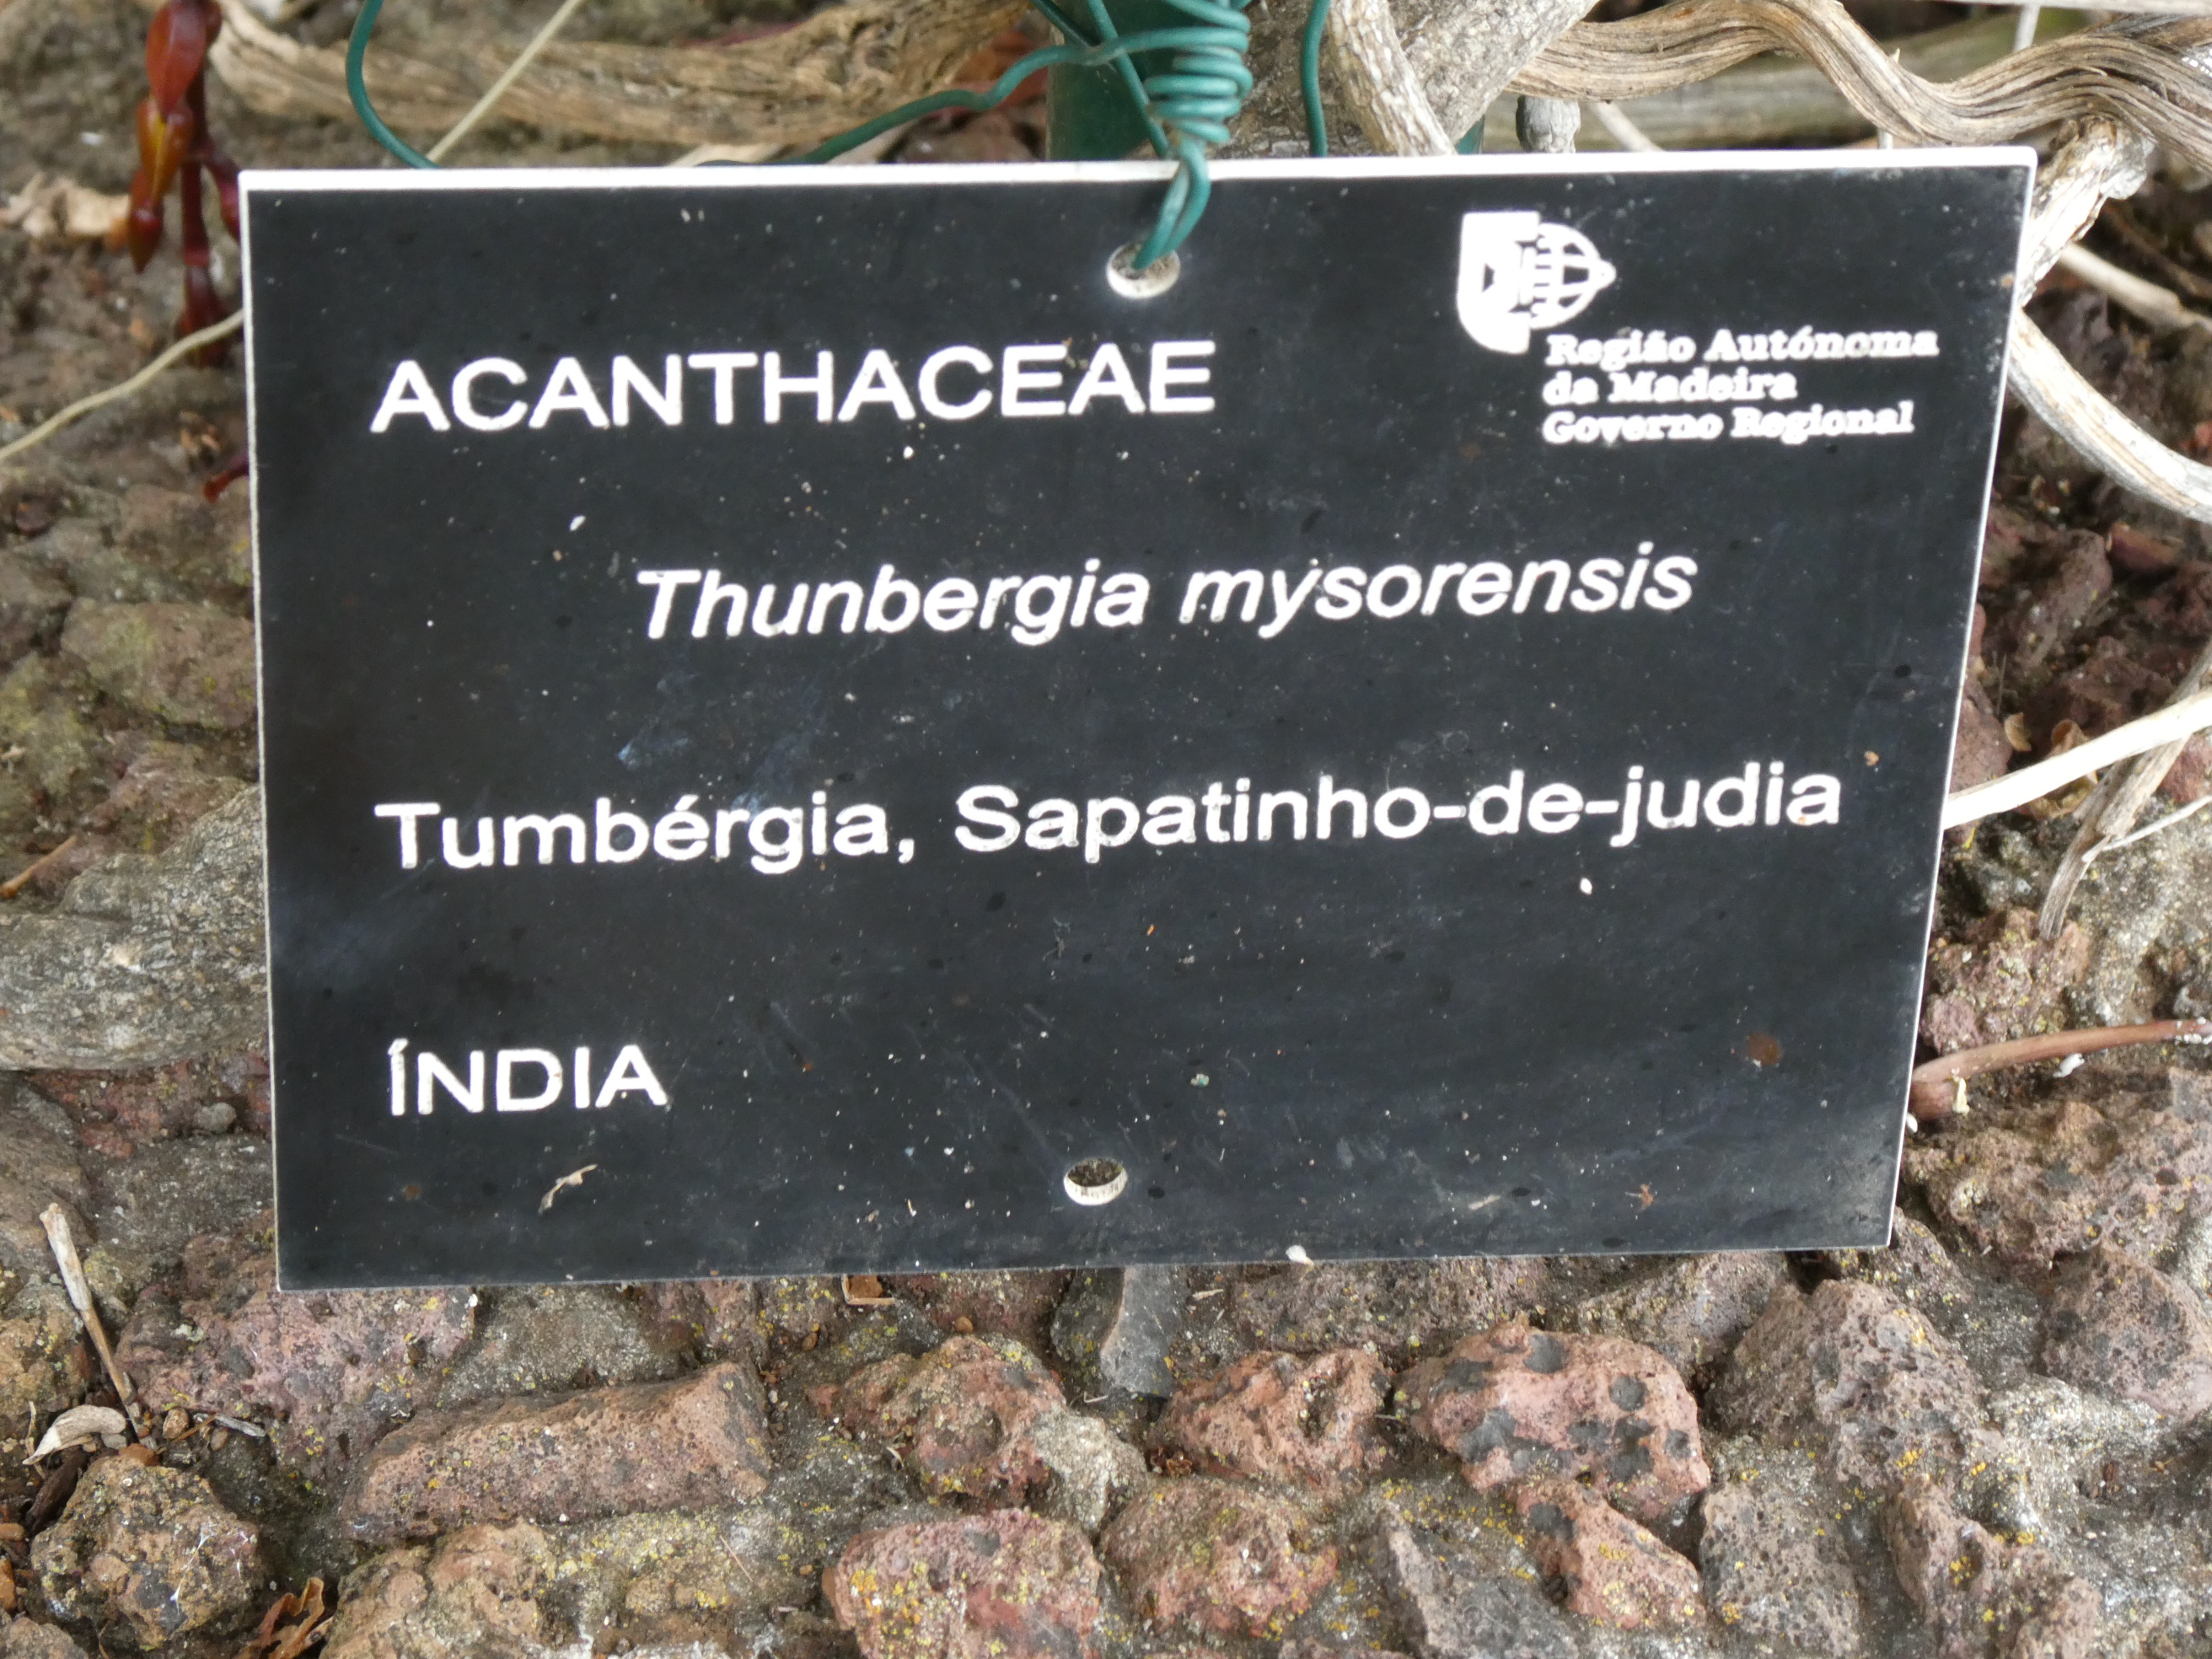 ACANTHACEAE
Região Autónoma
da Madeira
Governo Regional
Thunbergia mysorensis
Tumbérgia, Sapatinho-de-judia
ÍNDIA